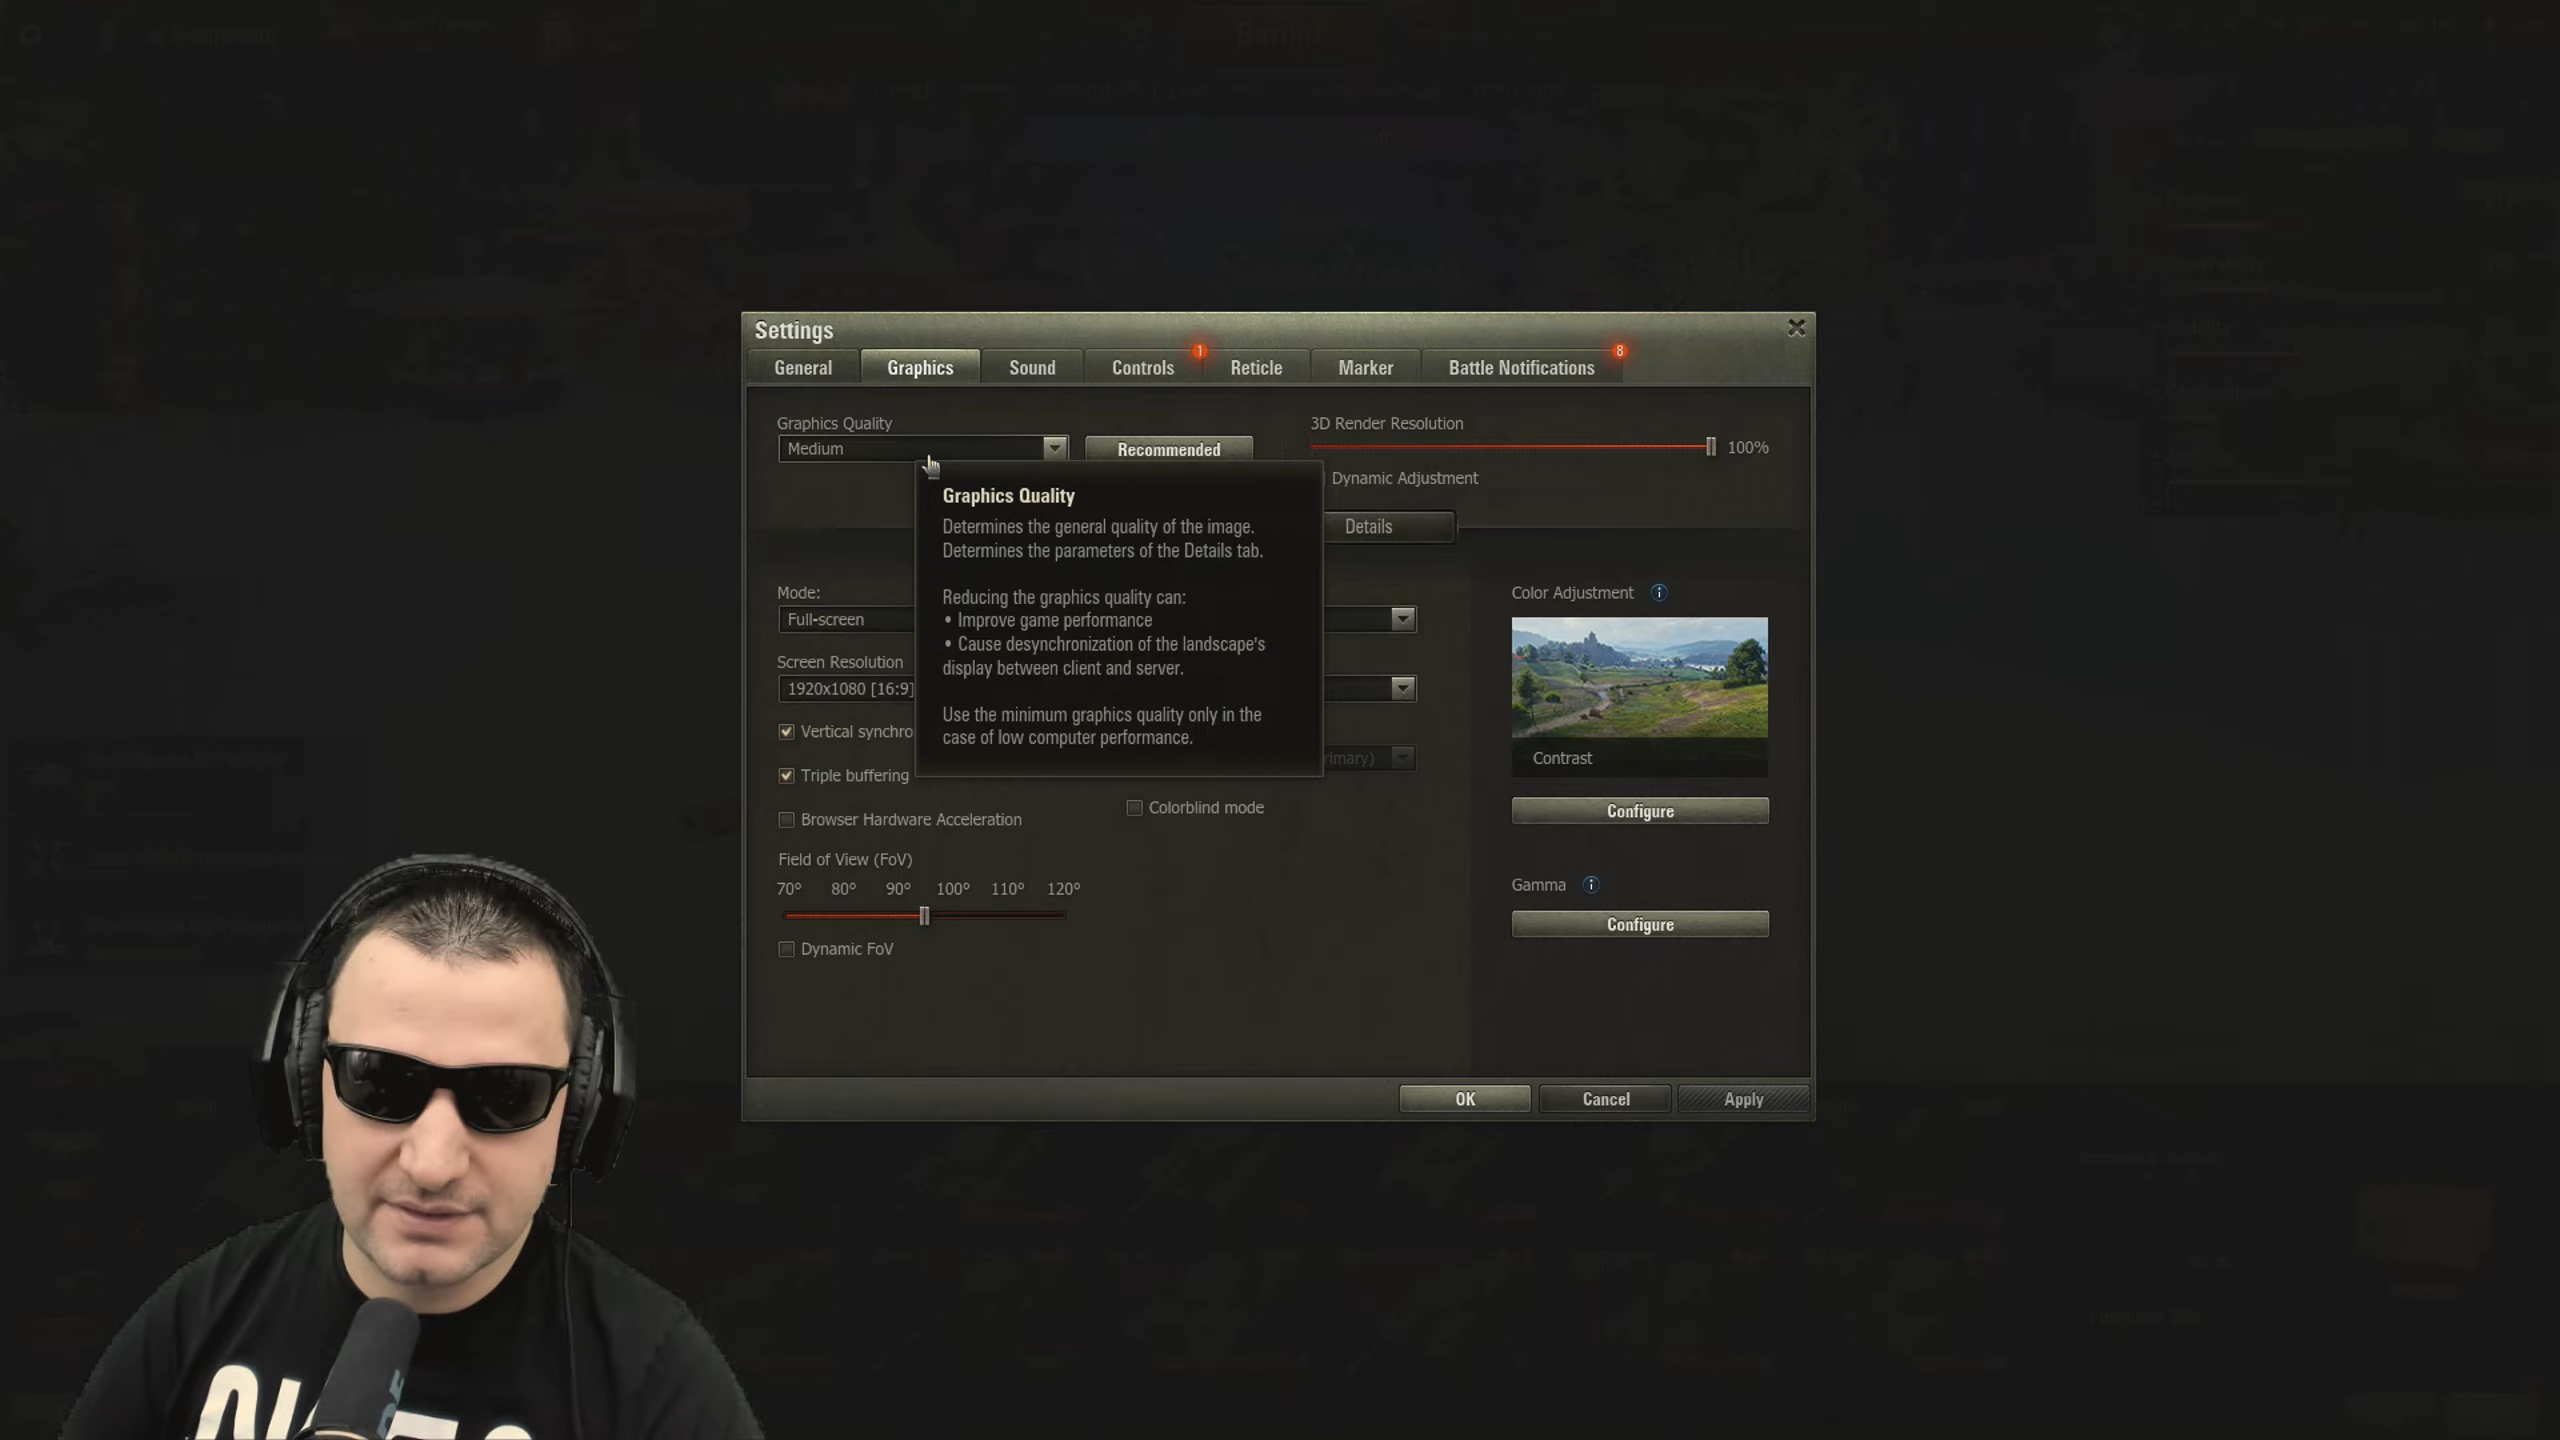 Settings
General
Graphics
Sound
Controls
1
Reticle
Marker
Battle Notifications
8
Graphics Quality
Medium
Recommended
3D Render Resolution
100%
Dynamic Adjustment
Graphics Quality
Determines the general quality of the image.
Determines the parameters of the Details tab.
Reducing the graphics quality can:
• Improve game performance
• Cause desynchronization of the landscape's
display between client and server.
Use the minimum graphics quality only in the
case of low computer performance.
Details
Mode:
Full-screen
Screen Resolution
1920x1080 [16:9]
Vertical synchro
Triple buffering
Browser Hardware Acceleration
rimary)
Colorblind mode
Field of View (FoV)
70° 80° 90° 100° 110° 120°
Dynamic FoV
Color Adjustment
Contrast
Configure
Gamma
Configure
OK
Cancel
Apply